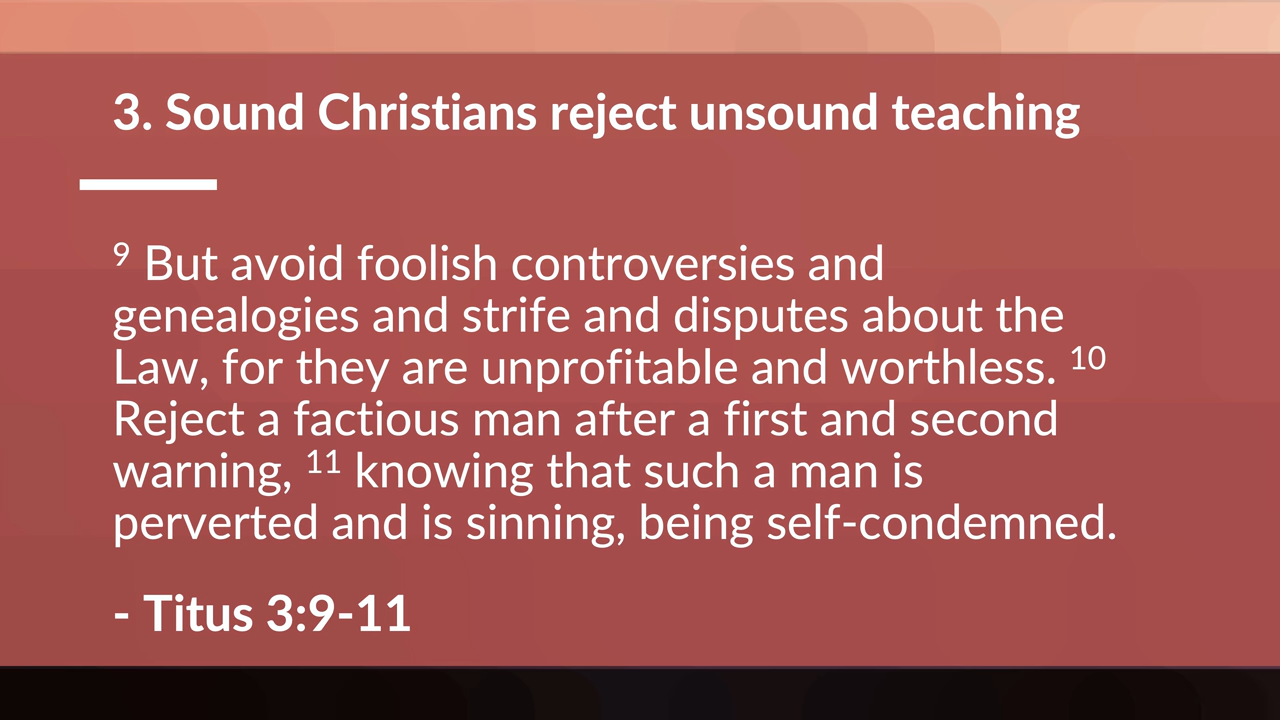 3. Sound Christians reject unsound teaching
⁹ But avoid foolish controversies and
genealogies and strife and disputes about the
Law, for they are unprofitable and worthless. ¹⁰
Reject a factious man after a first and second
warning, ¹¹ knowing that such a man is
perverted and is sinning, being self-condemned.
- Titus 3:9-11